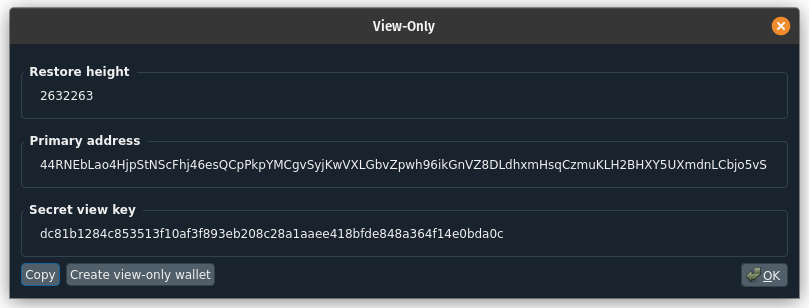 View-Only
Restore height
2632263
Primary address
44RNEbLao4HjpStNScFhj46esQCpPkpYMCgvSyjKwVXLGbvZpwh96ikGnVZ8DLdhxmHsqCzmuKLH2BHXY5UXmdnLCbjo5vS
Secret view key
dc81b1284c853513f10af3f893eb208c28a1aaee418bfde848a364f14e0bda0c
Copy
Create view-only wallet
OK